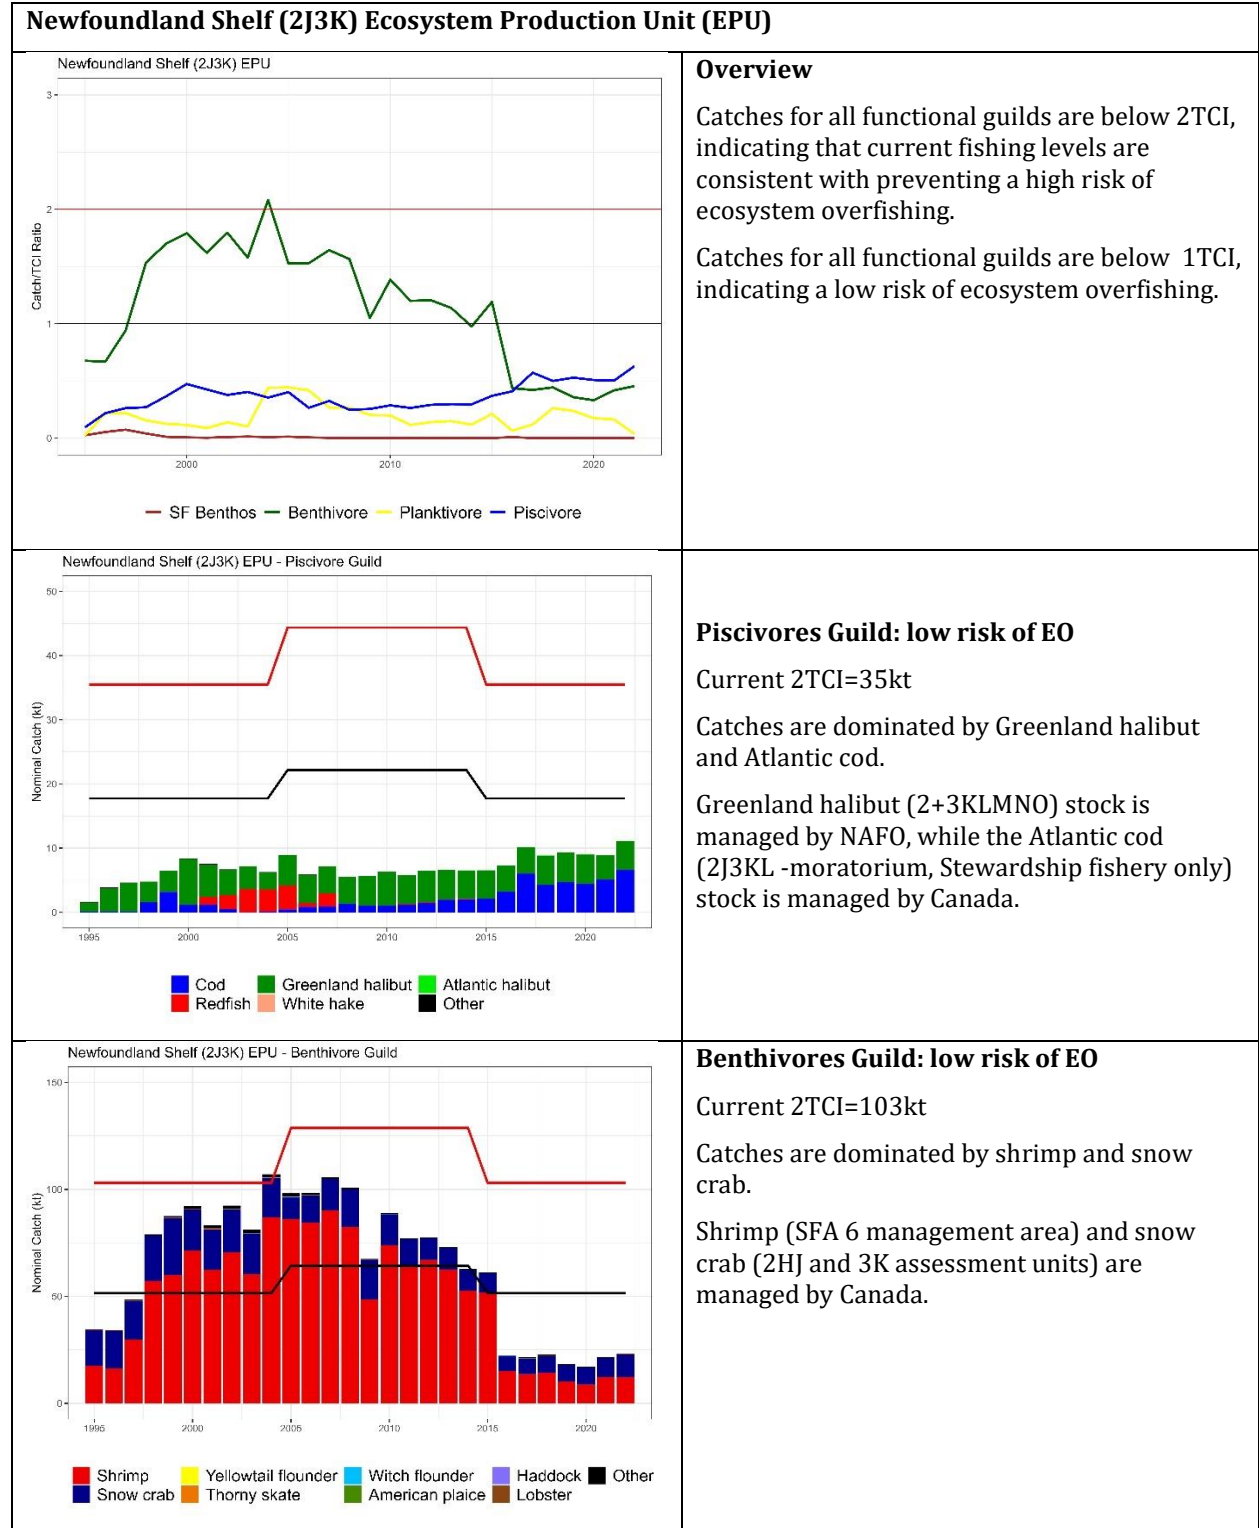 Newfoundland Shelf (2J3K) Ecosystem Production Unit (EPU)
Newfoundland Shelf (2J3K) EPU
3
2
1
0
Catch/TCI Ratio
2000
2010
2020
SF Benthos
Benthivore
Planktivore
Piscivore
Overview
Catches for all functional guilds are below 2TCI,
indicating that current fishing levels are
consistent with preventing a high risk of
ecosystem overfishing.
Catches for all functional guilds are below 1TCI,
indicating a low risk of ecosystem overfishing.
Newfoundland Shelf (2J3K) EPU - Piscivore Guild
50
40
30
20
10
0
Nominal Catch (kt)
1995
2000
2005
2010
2015
2020
Cod
Greenland halibut
Atlantic halibut
Redfish
White hake
Other
Piscivores Guild: low risk of EO
Current 2TCI=35kt
Catches are dominated by Greenland halibut
and Atlantic cod.
Greenland halibut (2+3KLMNO) stock is
managed by NAFO, while the Atlantic cod
(2J3KL -moratorium, Stewardship fishery only)
stock is managed by Canada.
Newfoundland Shelf (2J3K) EPU - Benthivore Guild
150
100
50
0
Nominal Catch (kt)
1995
2000
2005
2010
2015
2020
Shrimp
Yellowtail flounder
Witch flounder
Haddock
Other
Snow crab
Thorny skate
American plaice
Lobster
Benthivores Guild: low risk of EO
Current 2TCI=103kt
Catches are dominated by shrimp and snow
crab.
Shrimp (SFA 6 management area) and snow
crab (2HJ and 3K assessment units) are
managed by Canada.